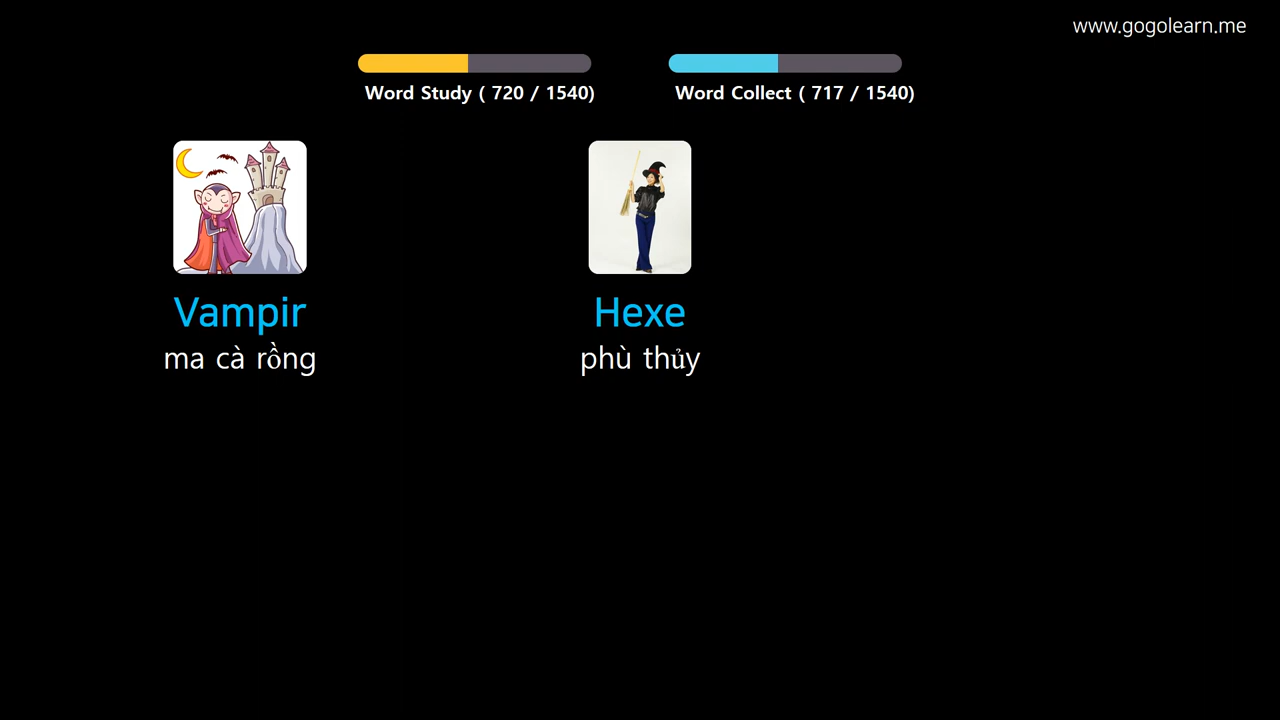 www.gogolearn.me
Word Study ( 720 / 1540)
Word Collect ( 717 / 1540)
Vampir
ma cà rồng
Hexe
phù thủy